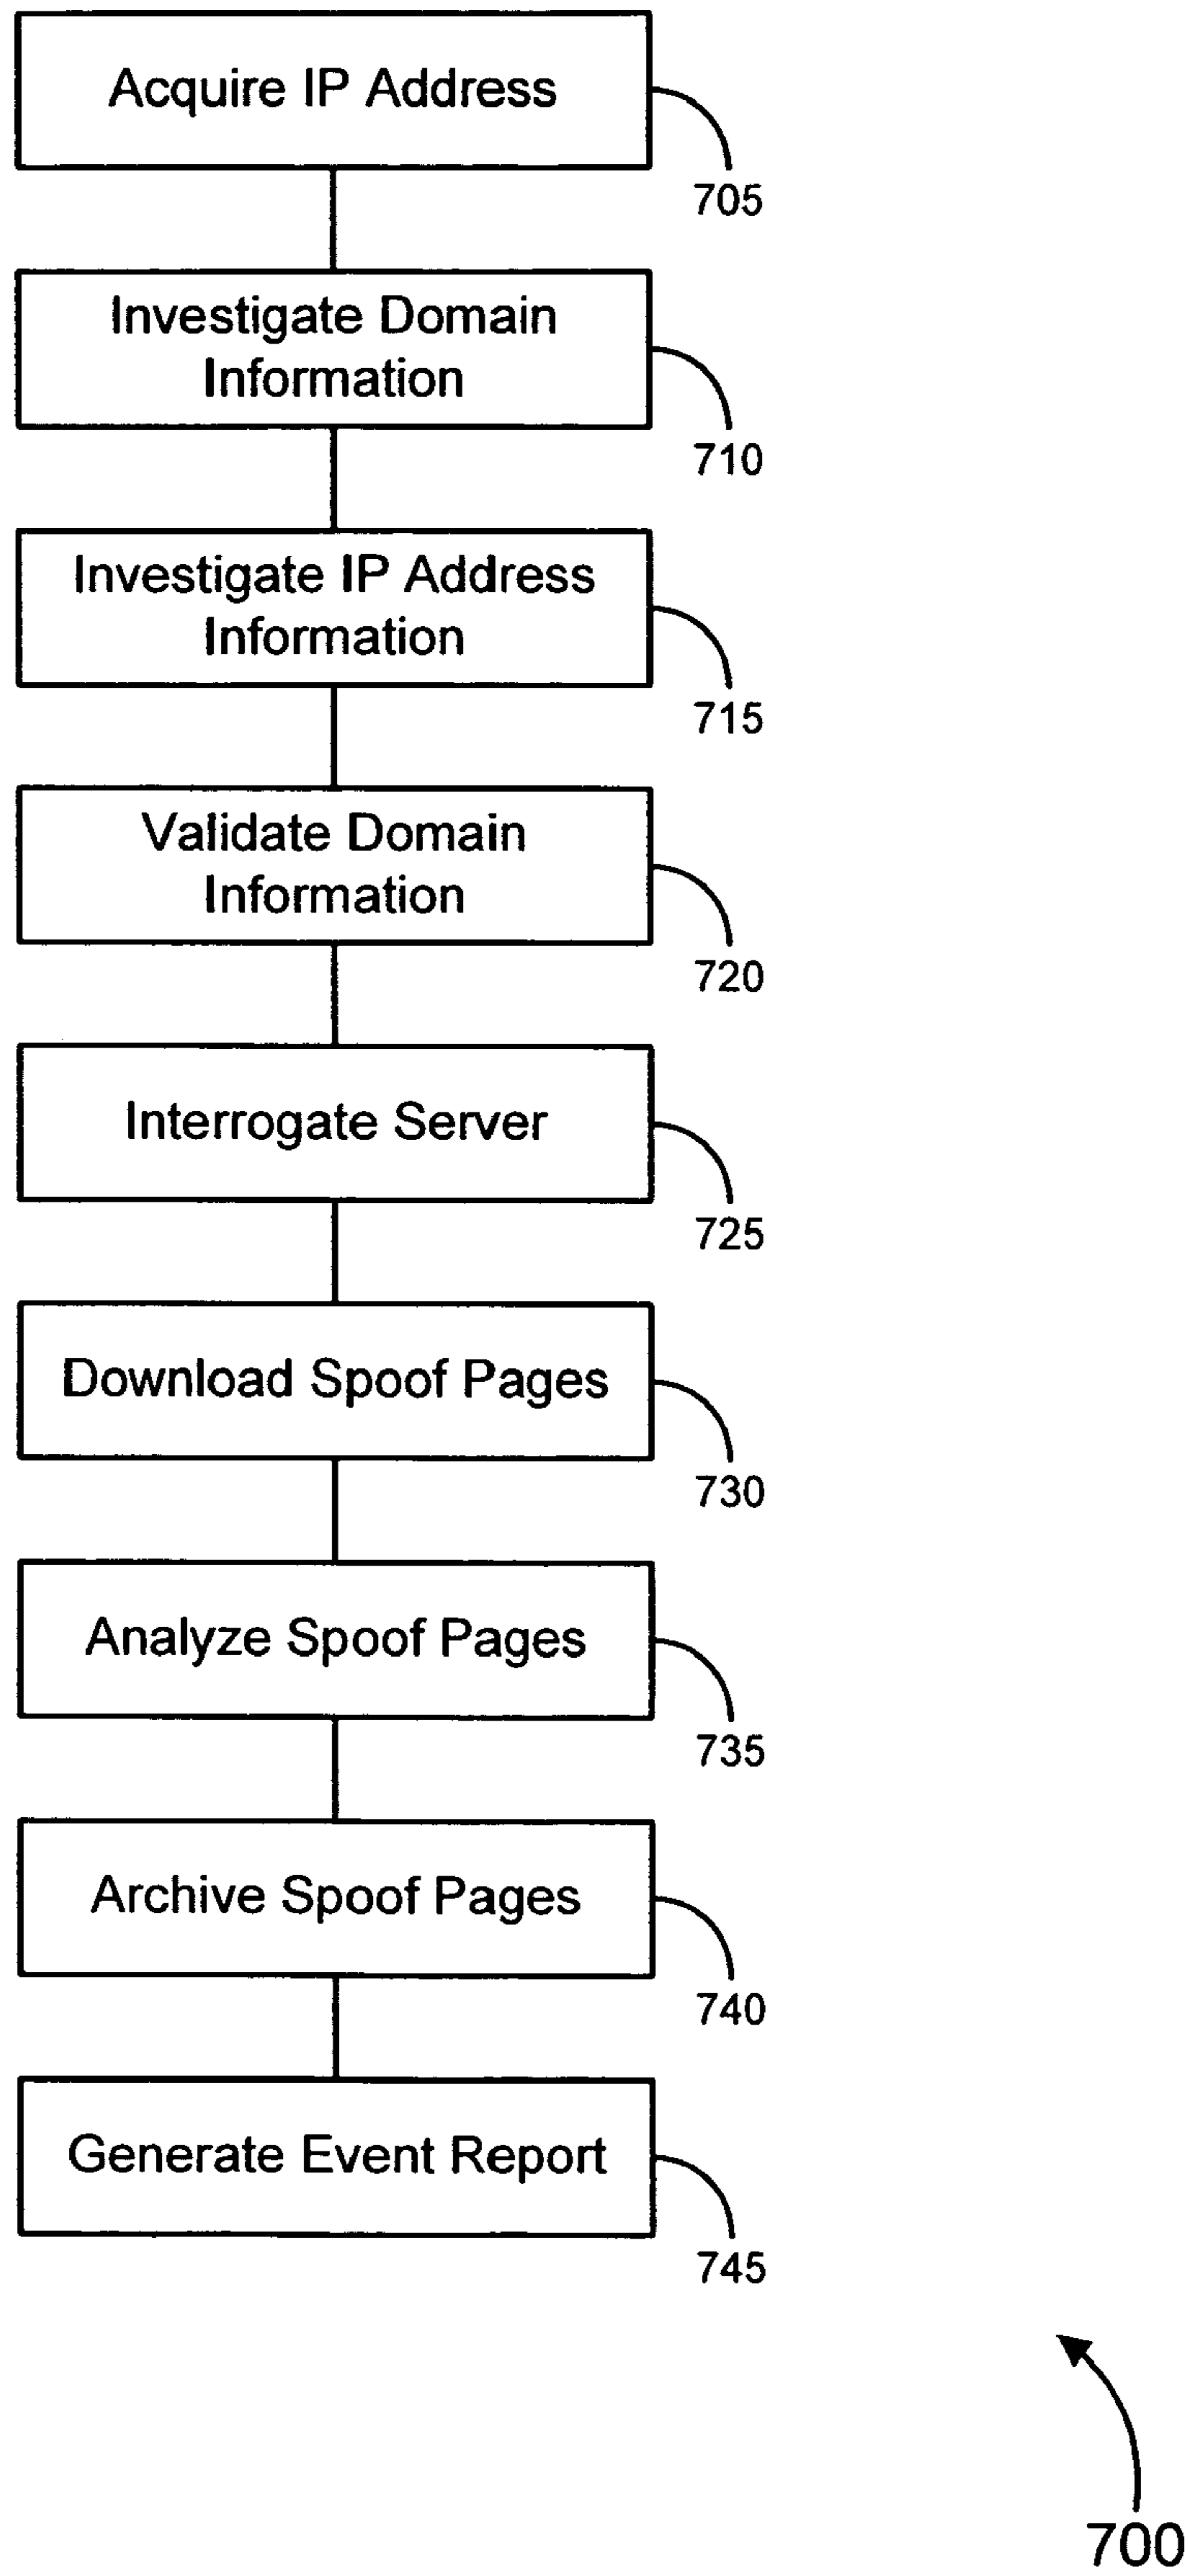 Acquire IP Address
705
Investigate Domain
Information
710
Investigate IP Address
Information
715
Validate Domain
Information
720
Interrogate Server
725
Download Spoof Pages
730
Analyze Spoof Pages
735
Archive Spoof Pages
740
Generate Event Report
745
700